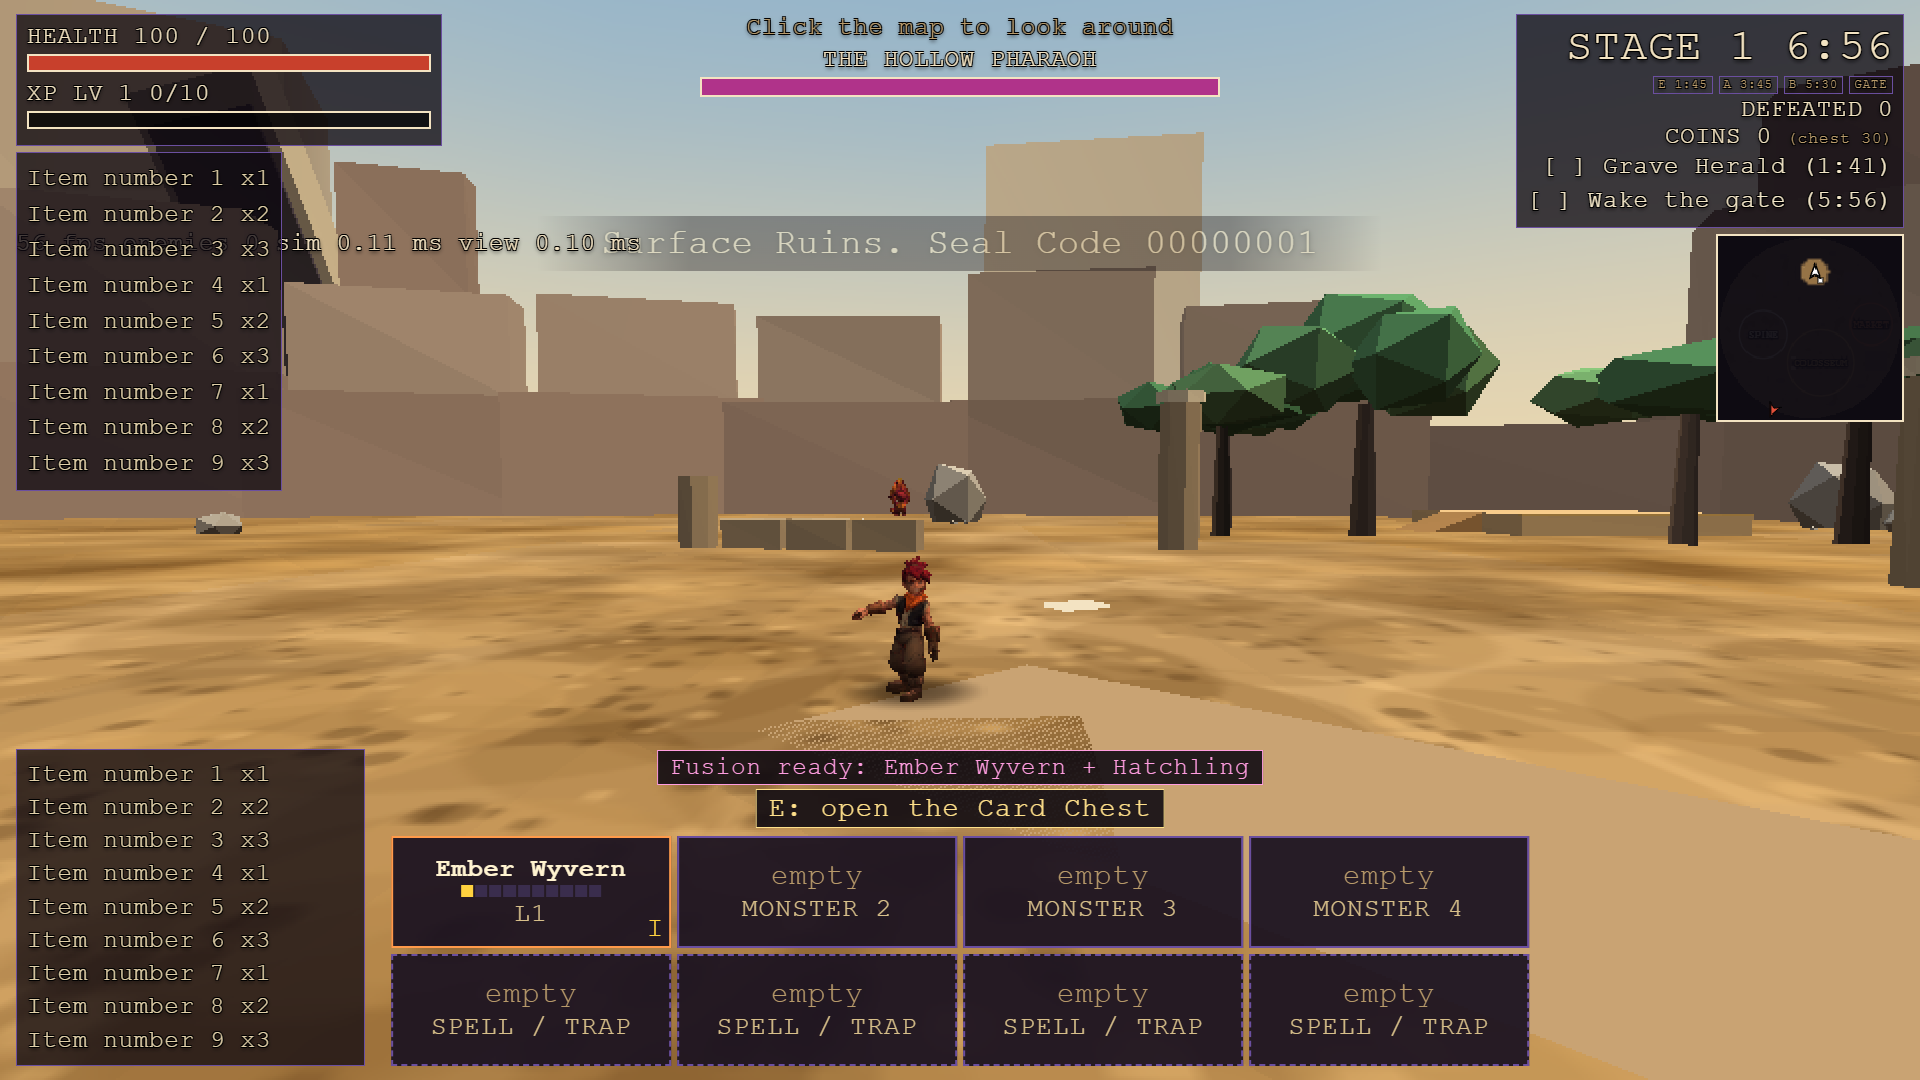 HEALTH 100 / 100
XP LV 1 0/10
Item number 1 x1
Item number 2 x2
Item number 3 x3
Item number 4 x1
Item number 5 x2
Item number 6 x3
Item number 7 x1
Item number 8 x2
Item number 9 x3
fps enemies 0 sim 0.11 ms view 0.10 ms
Click the map to look around
THE HOLLOW PHARAOH
Surface Ruins. Seal Code 00000001
STAGE 1 6:56
E 1:45 A 3:45 B 5:30 GATE
DEFEATED 0
COINS 0 (chest 30)
[ ] Grave Herald (1:41)
[ ] Wake the gate (5:56)
Item number 1 x1
Item number 2 x2
Item number 3 x3
Item number 4 x1
Item number 5 x2
Item number 6 x3
Item number 7 x1
Item number 8 x2
Item number 9 x3
Fusion ready: Ember Wyvern + Hatchling
E: open the Card Chest
Ember Wyvern
L1
I
empty
MONSTER 2
empty
MONSTER 3
empty
MONSTER 4
empty
SPELL / TRAP
empty
SPELL / TRAP
empty
SPELL / TRAP
empty
SPELL / TRAP